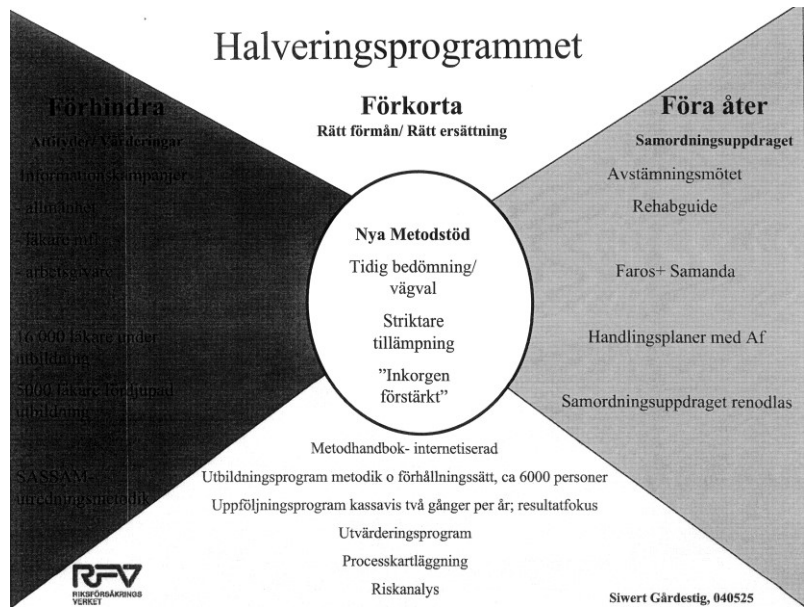 Halveringsprogrammet
Förhindra
Attityder/ Värderingar
Informationskampanjer
- allmänhet
- läkare mfl
- arbetsgivare
16 000 läkare under
utbildning
5000 läkare fördjupad
utbildning
SASSAM-
utredningsmetodik
Förkorta
Rätt förmån/ Rätt ersättning
Nya Metodstöd
Tidig bedömning/
vägval
Striktare
tillämpning
”Inkorgen
förstärkt”
Föra åter
Samordningsuppdraget
Avstämningsmötet
Rehabguide
Faros+ Samanda
Handlingsplaner med Af
Samordningsuppdraget renodlas
Metodhandbok- internetiserad
Utbildningsprogram metodik o förhållningssätt, ca 6000 personer
Uppföljningsprogram kassavis två gånger per år; resultatfokus
Utvärderingsprogram
Processkartläggning
Riskanalys
RFV
RIKSFÖRSÄKRINGS
VERKET
Siwert Gårdestig, 040525